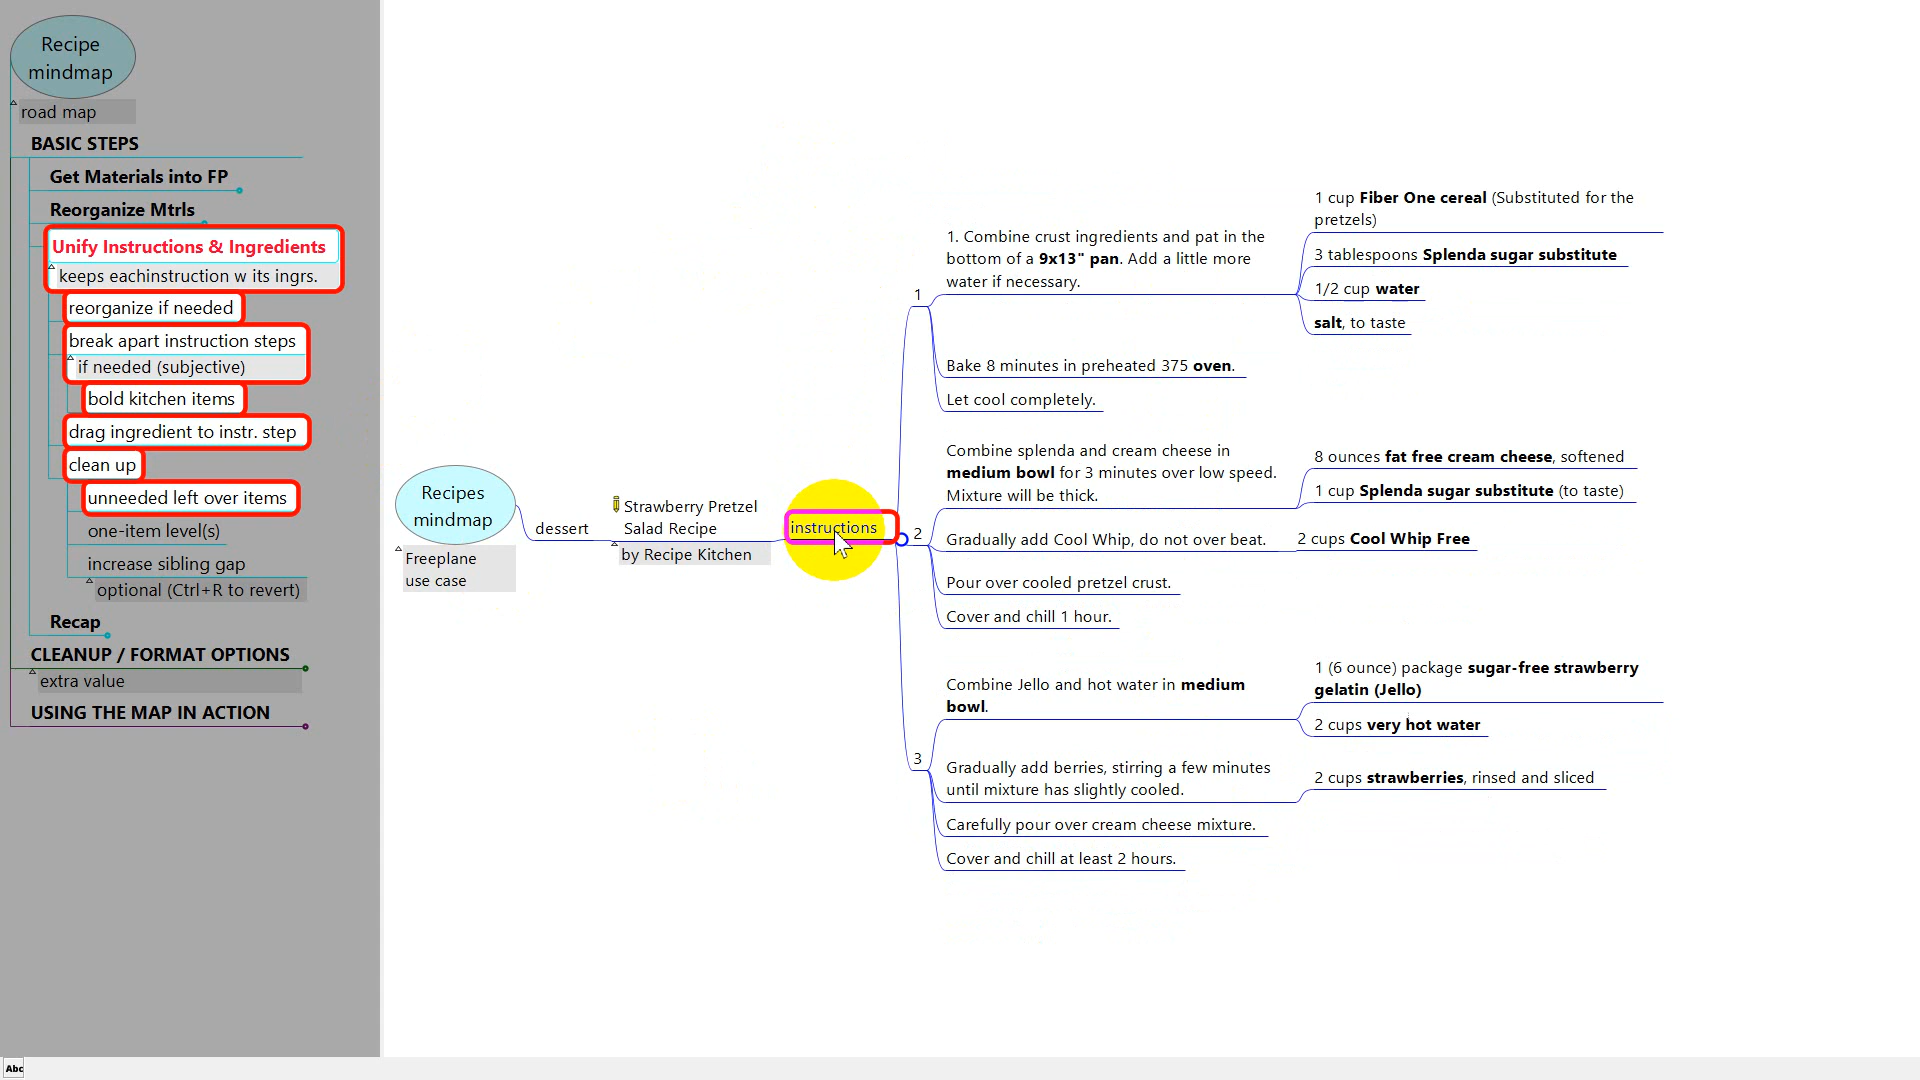 Recipe
mindmap
road map
BASIC STEPS
Get Materials into FP
Reorganize Mtrls
Unify Instructions & Ingredients
keeps eachinstruction w its ingrs.
reorganize if needed
break apart instruction steps
if needed (subjective)
bold kitchen items
drag ingredient to instr. step
clean up
unneeded left over items
one-item level(s)
increase sibling gap
optional (Ctrl+R to revert)
Recap
CLEANUP / FORMAT OPTIONS
extra value
USING THE MAP IN ACTION
Recipes
mindmap
Freeplane
use case
dessert
Strawberry Pretzel
Salad Recipe
by Recipe Kitchen
instructions
1
1. Combine crust ingredients and pat in the
bottom of a 9x13" pan. Add a little more
water if necessary.
1 cup Fiber One cereal (Substituted for the
pretzels)
3 tablespoons Splenda sugar substitute
1/2 cup water
salt, to taste
Bake 8 minutes in preheated 375 oven.
Let cool completely.
2
Combine splenda and cream cheese in
medium bowl for 3 minutes over low speed.
Mixture will be thick.
8 ounces fat free cream cheese, softened
1 cup Splenda sugar substitute (to taste)
Gradually add Cool Whip, do not over beat.
2 cups Cool Whip Free
Pour over cooled pretzel crust.
Cover and chill 1 hour.
3
Combine Jello and hot water in medium
bowl.
1 (6 ounce) package sugar-free strawberry
gelatin (Jello)
2 cups very hot water
Gradually add berries, stirring a few minutes
until mixture has slightly cooled.
2 cups strawberries, rinsed and sliced
Carefully pour over cream cheese mixture.
Cover and chill at least 2 hours.
Abc